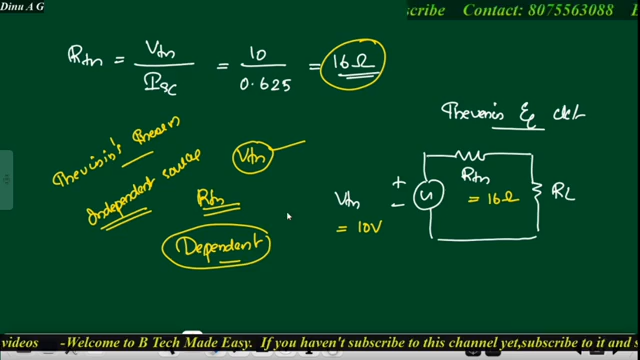 Dinu A G
scribe    Contact: 8075563088    E
Rth = Vth / Isc = 10 / 0.625 = 16Ω
Thevinin's Theorem
Independent source
Vth
Rth
Dependent
Thevenis Eq ckt
+
-
Rth
= 16Ω
RL
Vth
= 10V
videos    -Welcome to B Tech Made Easy.  If you haven't subscribe to this channel yet,subscribe to it and s